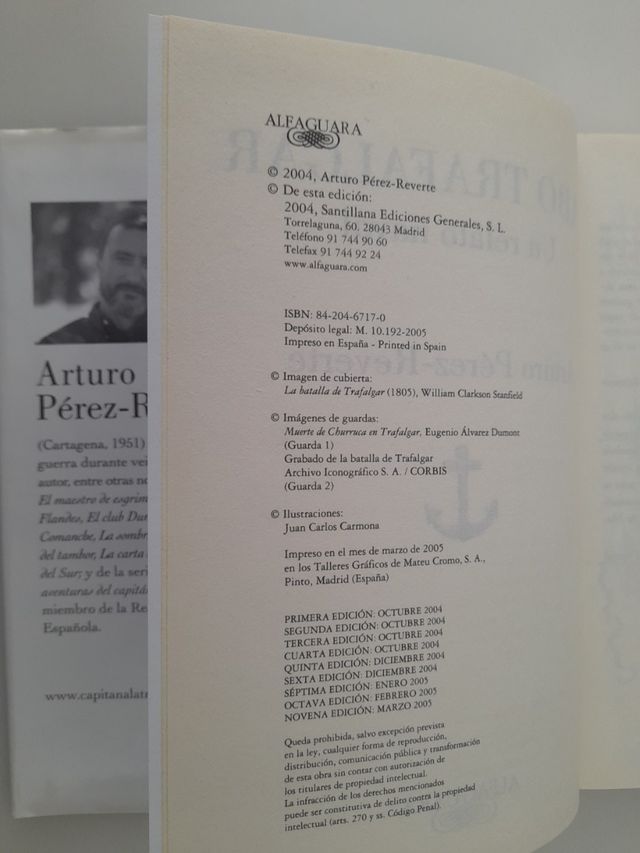 ALFAGUARA
© 2004, Arturo Pérez-Reverte
© De esta edición:
2004, Santillana Ediciones Generales, S. L.
Torrelaguna, 60. 28043 Madrid
Teléfono 91 744 90 60
Telefax 91 744 92 24
www.alfaguara.com
ISBN: 84-204-6717-0
Depósito legal: M. 10.192-2005
Impreso en España - Printed in Spain
© Imagen de cubierta:
La batalla de Trafalgar (1805), William Clarkson Stanfield
© Imágenes de guardas:
Muerte de Churruca en Trafalgar, Eugenio Álvarez Dumont
(Guarda 1)
Grabado de la batalla de Trafalgar
Archivo Iconográfico S. A. / CORBIS
(Guarda 2)
© Ilustraciones:
Juan Carlos Carmona
Impreso en el mes de marzo de 2005
en los Talleres Gráficos de Mateu Cromo, S. A.,
Pinto, Madrid (España)
PRIMERA EDICIÓN: OCTUBRE 2004
SEGUNDA EDICIÓN: OCTUBRE 2004
TERCERA EDICIÓN: OCTUBRE 2004
CUARTA EDICIÓN: OCTUBRE 2004
QUINTA EDICIÓN: DICIEMBRE 2004
SEXTA EDICIÓN: DICIEMBRE 2004
SÉPTIMA EDICIÓN: ENERO 2005
OCTAVA EDICIÓN: FEBRERO 2005
NOVENA EDICIÓN: MARZO 2005
Queda prohibida, salvo excepción prevista
en la ley, cualquier forma de reproducción,
distribución, comunicación pública y transformación
de esta obra sin contar con autorización de
los titulares de propiedad intelectual.
La infracción de los derechos mencionados
puede ser constitutiva de delito contra la propiedad
intelectual (arts. 270 y ss. Código Penal).
Arturo
Pérez-R
(Cartagena, 1951)
guerra durante vei
autor, entre otras no
El maestro de esgrim
Flandes, El club Du
Comanche, La somb
del tambor, La carta
del Sur; y de la seri
aventuras del capitá
miembro de la Re
Española.
www.capitanalatr